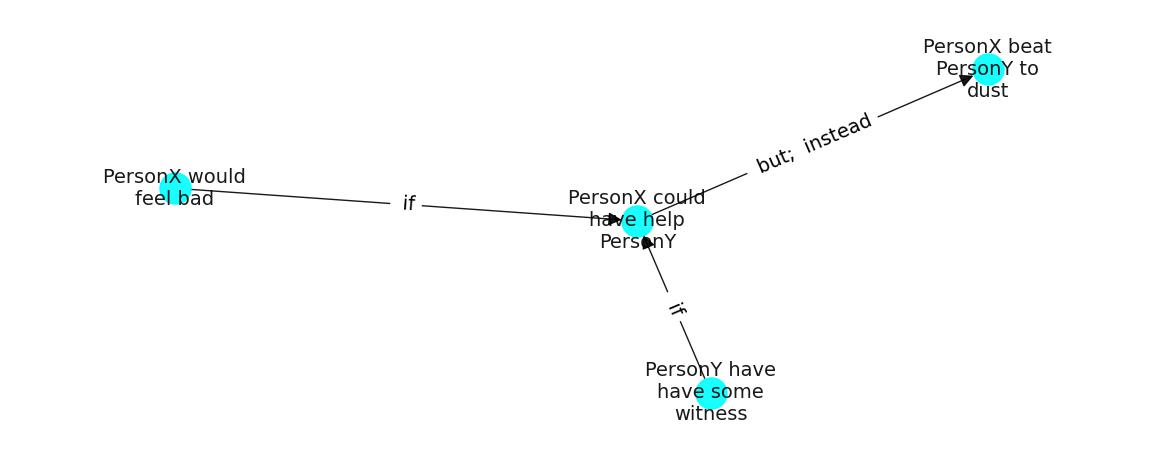 PersonX beat
PersonY to
dust
but;  instead
PersonX would
feel bad
if
PersonX could
have help
PersonY
if
PersonY have
have some
witness